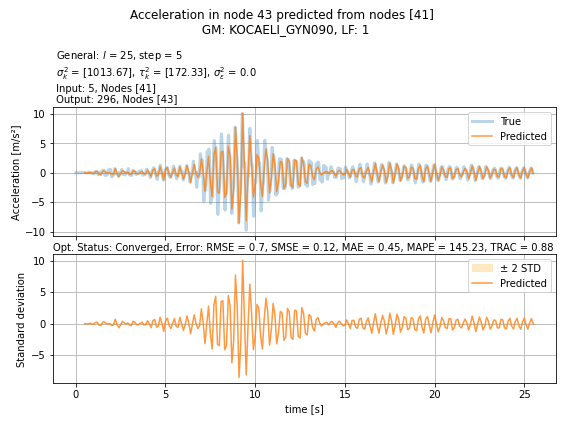 Acceleration in node 43 predicted from nodes [41]
GM: KOCAELI_GYN090, LF: 1
General: l = 25, step = 5
σ²ₖ = [1013.67], τ²ₖ = [172.33], σ²ₑ = 0.0
Input: 5, Nodes [41]
Output: 296, Nodes [43]
Acceleration [m/s²]
10
5
0
−5
−10
True
Predicted
Opt. Status: Converged, Error: RMSE = 0.7, SMSE = 0.12, MAE = 0.45, MAPE = 145.23, TRAC = 0.88
Standard deviation
10
5
0
−5
± 2 STD
Predicted
0
5
10
15
20
25
time [s]